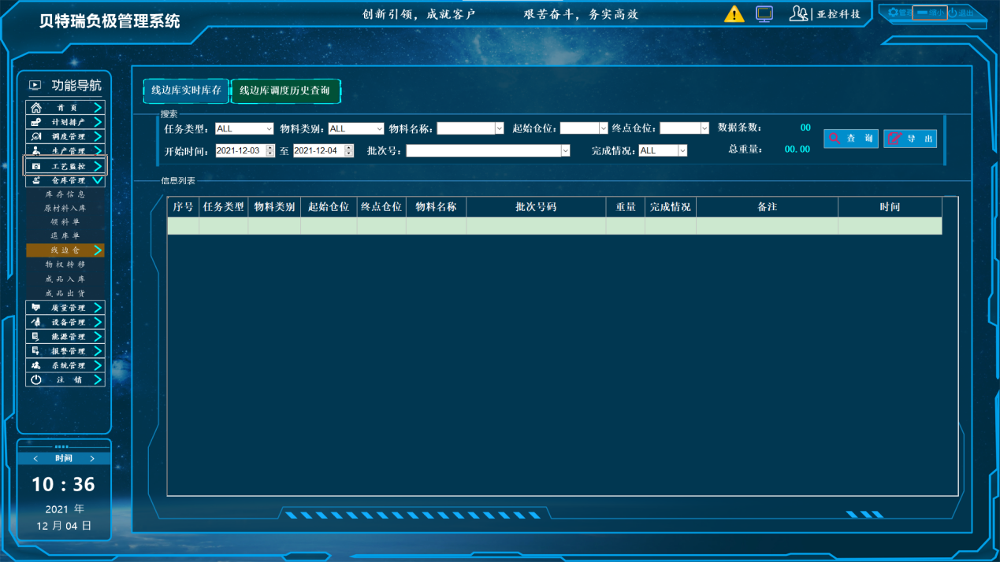 贝特瑞负极管理系统
创新引领，成就客户 艰苦奋斗，务实高效
亚控科技
管理 缩小 退出
功能导航
首 页
计划排产
调度管理
生产管理
工艺监控
仓库管理
库存信息
原材料入库
领料单
退库单
线边仓
物权转移
成品入库
成品出货
质量管理
设备管理
能源管理
报警管理
系统管理
注 销
< 时间 >
10 : 36
2021 年
12 月 04 日
线边库实时库存 线边库调度历史查询
搜索
任务类型： ALL 物料类别： ALL 物料名称： 起始仓位： 终点仓位： 数据条数： 00
开始时间： 2021-12-03 至 2021-12-04 批次号： 完成情况： ALL 总重量： 00.00
查 询 导 出
信息列表
序号 任务类型 物料类别 起始仓位 终点仓位 物料名称 批次号码 重量 完成情况 备注 时间